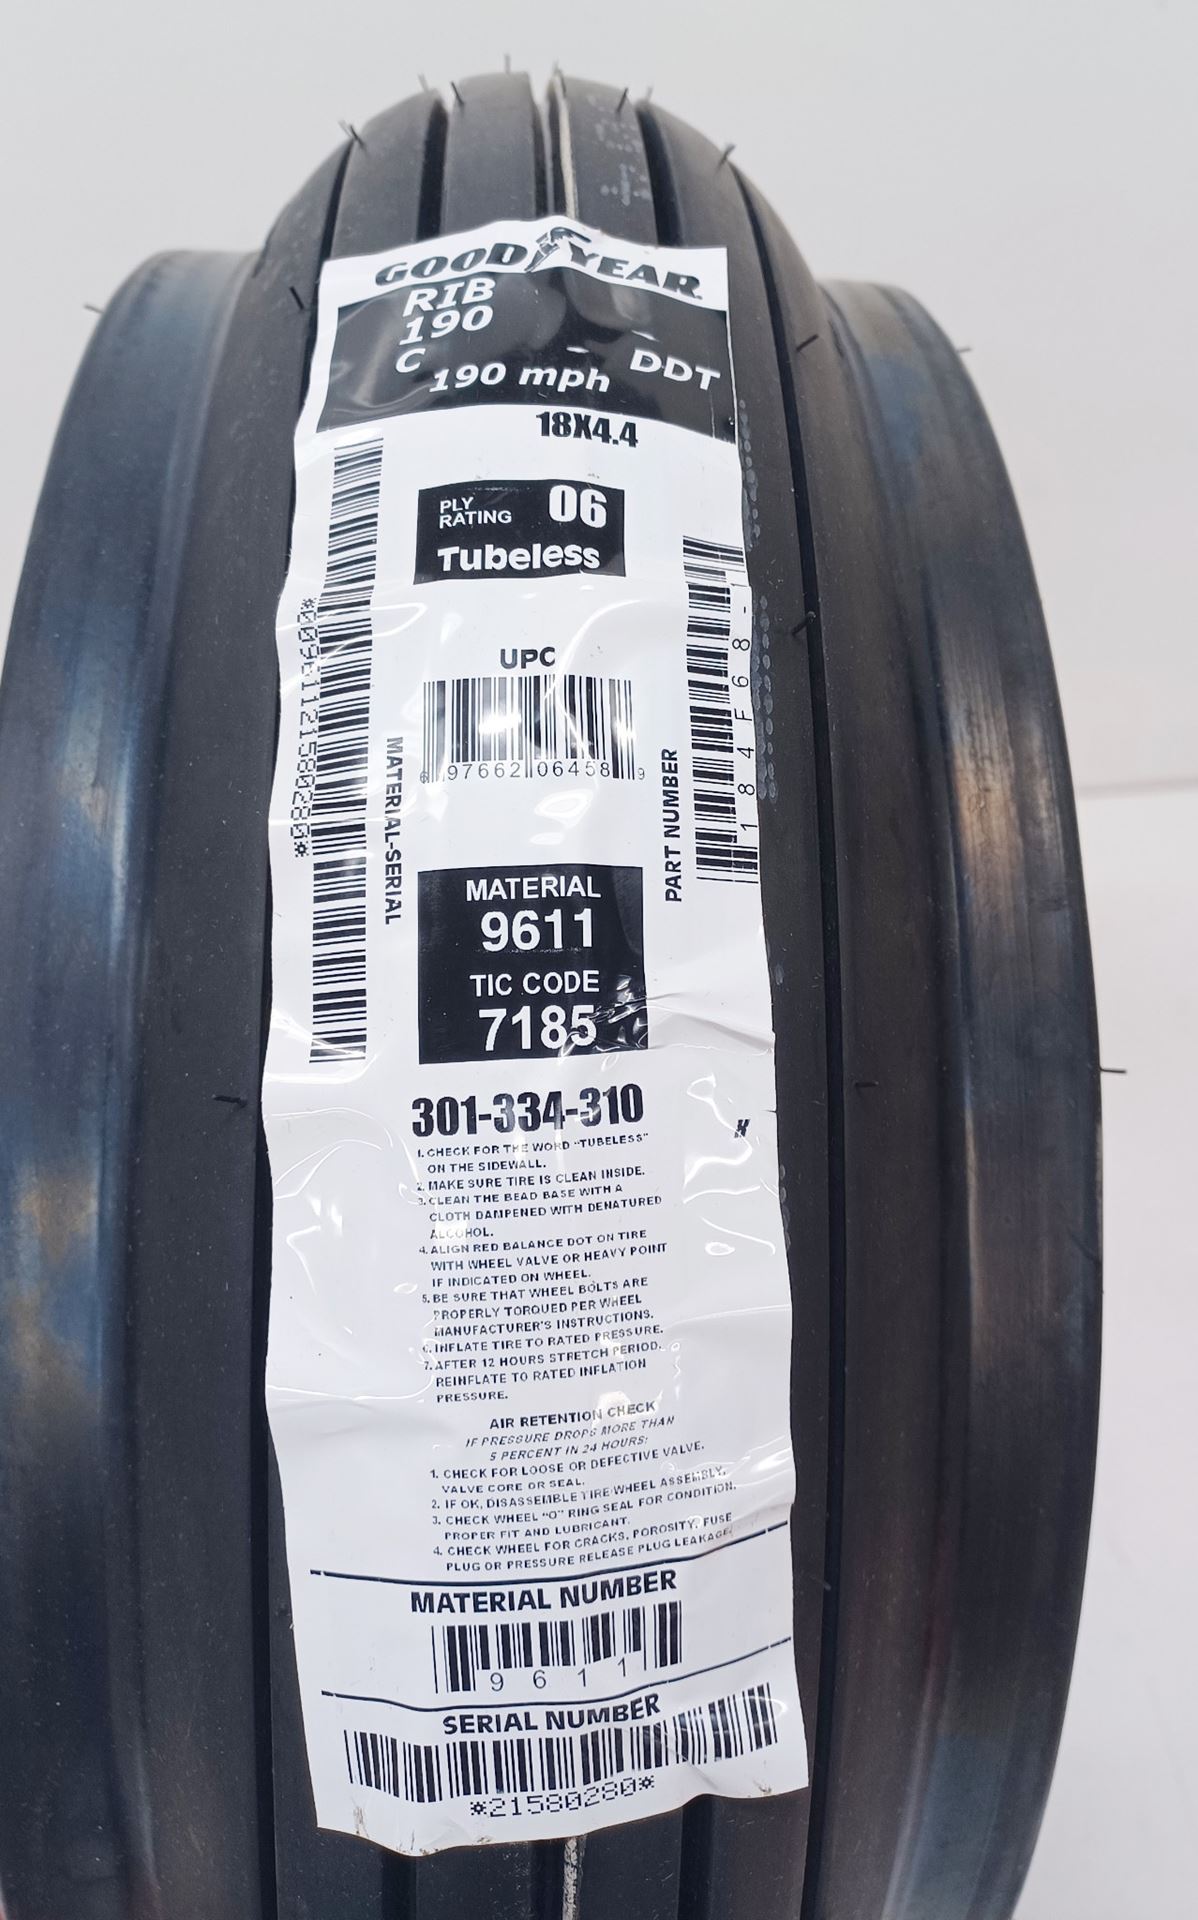 GOOD YEAR
RIB
190
C 190 mph DDT
18X4.4
PLY
RATING 06
Tubeless
UPC
6 97662 06458 9
MATERIAL-SERIAL
PART NUMBER
184F68-1
MATERIAL
9611
TIC CODE
7185
301-334-310
1. CHECK FOR THE WORD "TUBELESS"
ON THE SIDEWALL.
2. MAKE SURE TIRE IS CLEAN INSIDE.
3. CLEAN THE BEAD BASE WITH A
CLOTH DAMPENED WITH DENATURED
ALCOHOL.
4. ALIGN RED BALANCE DOT ON TIRE
WITH WHEEL VALVE OR HEAVY POINT
IF INDICATED ON WHEEL.
5. BE SURE THAT WHEEL BOLTS ARE
PROPERLY TORQUED PER WHEEL
MANUFACTURER'S INSTRUCTIONS.
6. INFLATE TIRE TO RATED PRESSURE.
7. AFTER 12 HOURS STRETCH PERIOD,
REINFLATE TO RATED INFLATION
PRESSURE.
AIR RETENTION CHECK
IF PRESSURE DROPS MORE THAN
5 PERCENT IN 24 HOURS:
1. CHECK FOR LOOSE OR DEFECTIVE VALVE,
VALVE CORE OR SEAL.
2. IF OK, DISASSEMBLE TIRE-WHEEL ASSEMBLY.
3. CHECK WHEEL "O" RING SEAL FOR CONDITION,
PROPER FIT AND LUBRICANT.
4. CHECK WHEEL FOR CRACKS, POROSITY, FUSE
PLUG OR PRESSURE RELEASE PLUG LEAKAGE.
MATERIAL NUMBER
9611
SERIAL NUMBER
*21580280*